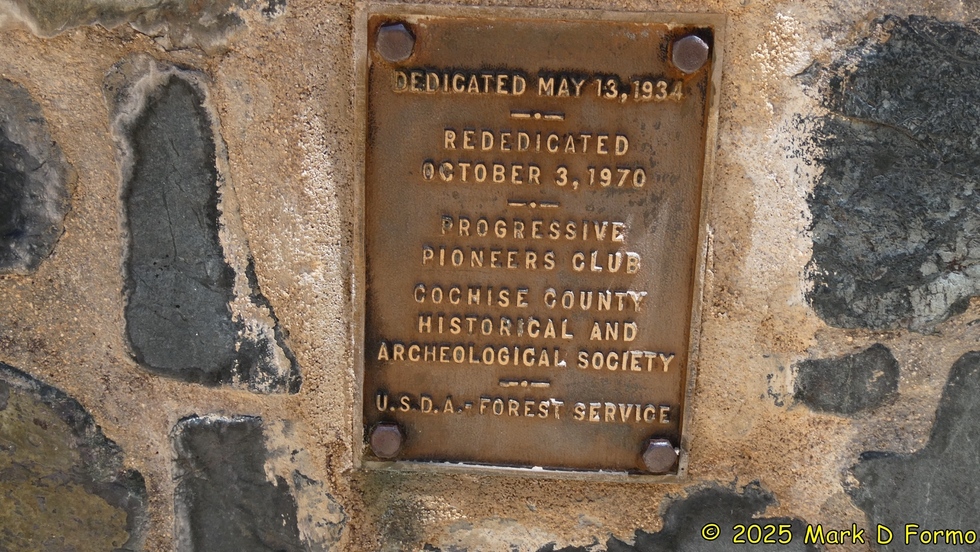 DEDICATED MAY 13, 1934
REDEDICATED
OCTOBER 3, 1970
PROGRESSIVE
PIONEERS CLUB
COCHISE COUNTY
HISTORICAL AND
ARCHEOLOGICAL SOCIETY
U.S.D.A.-FOREST SERVICE
© 2025 Mark D Formo